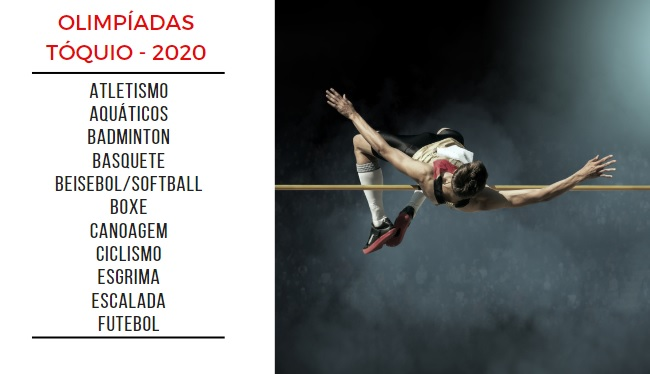 OLIMPÍADAS
TÓQUIO - 2020
ATLETISMO
AQUÁTICOS
BADMINTON
BASQUETE
BEISEBOL/SOFTBALL
BOXE
CANOAGEM
CICLISMO
ESGRIMA
ESCALADA
FUTEBOL